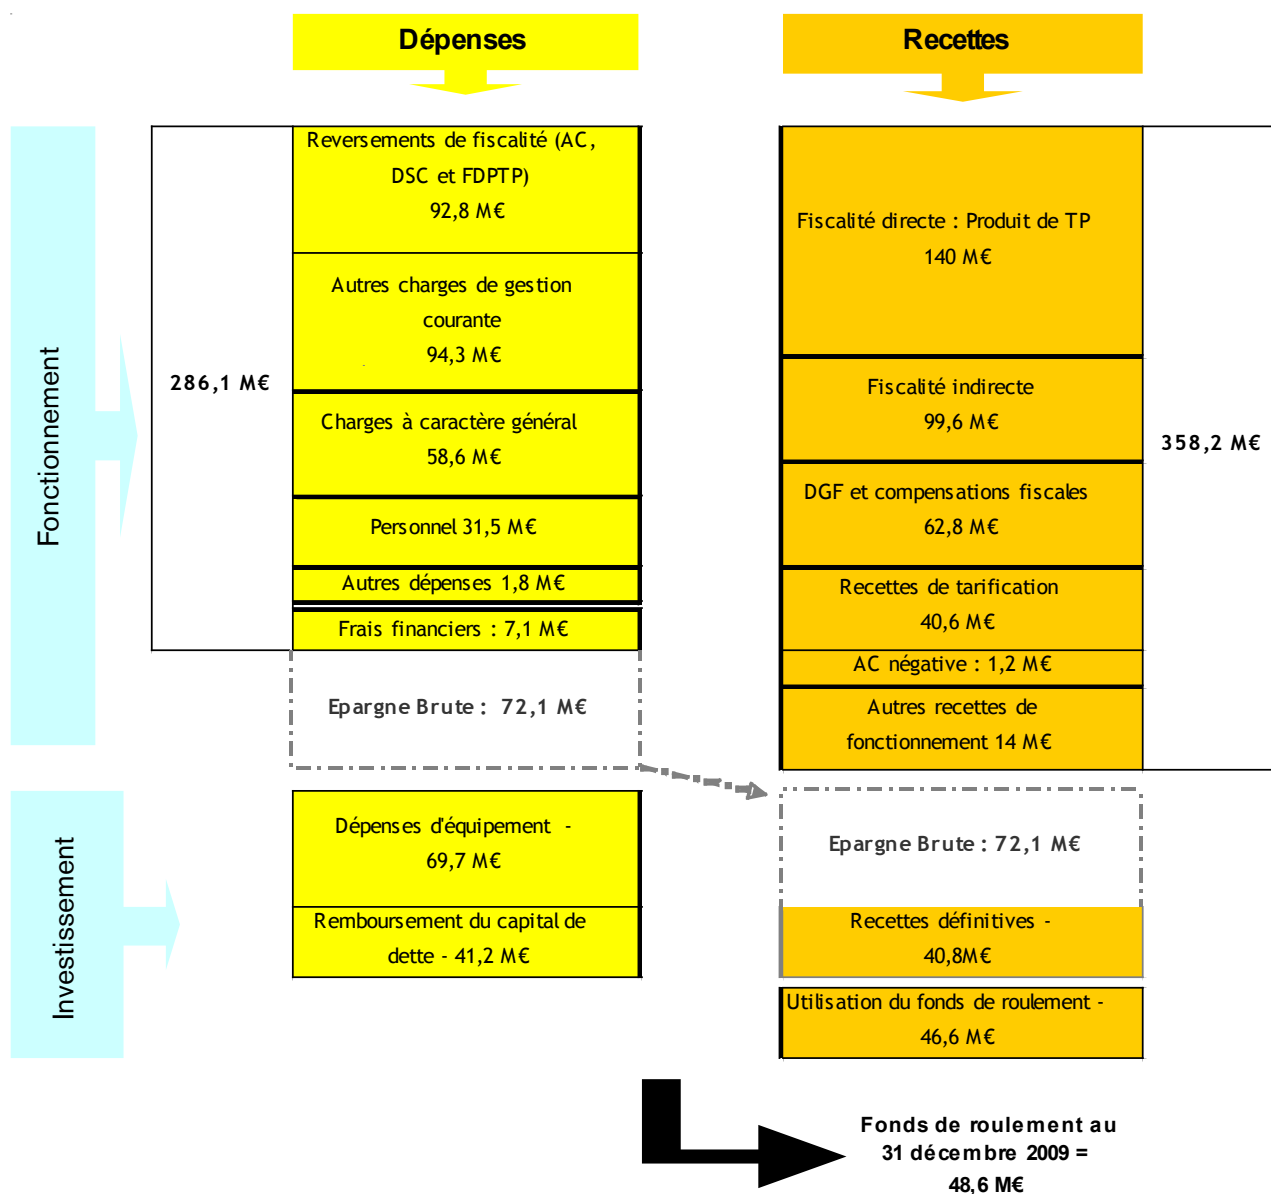 Dépenses
Recettes
Fonctionnement
286,1 M€
Reversements de fiscalité (AC,
DSC et FDPTP)
92,8 M€
Autres charges de gestion
courante
94,3 M€
Charges à caractère général
58,6 M€
Personnel 31,5 M€
Autres dépenses 1,8 M€
Frais financiers : 7,1 M€
Epargne Brute : 72,1 M€
Fiscalité directe : Produit de TP
140 M€
Fiscalité indirecte
99,6 M€
DGF et compensations fiscales
62,8 M€
Recettes de tarification
40,6 M€
AC négative : 1,2 M€
Autres recettes de
fonctionnement 14 M€
358,2 M€
Investissement
Dépenses d'équipement -
69,7 M€
Remboursement du capital de
dette - 41,2 M€
Epargne Brute : 72,1 M€
Recettes définitives -
40,8M€
Utilisation du fonds de roulement -
46,6 M€
Fonds de roulement au
31 décembre 2009 =
48,6 M€